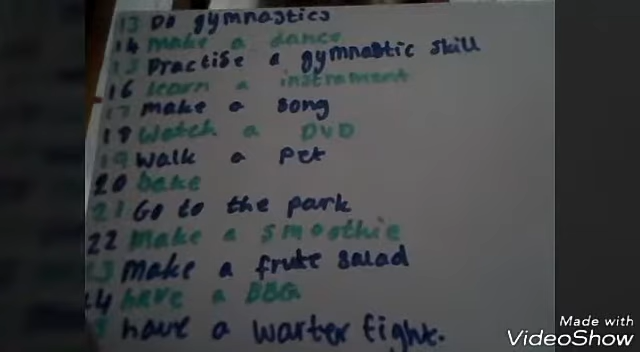 13 Do gymnastics
14 make a dance
15 Practise a gymnastic skill
16 learn a instrament
17 make a song
18 watch a DVD
19 walk a pet
20 bake
21 Go to the park
22 make a smoothie
23 make a frute salad
24 have a BBG
have a warter fight.
Made with
VideoShow